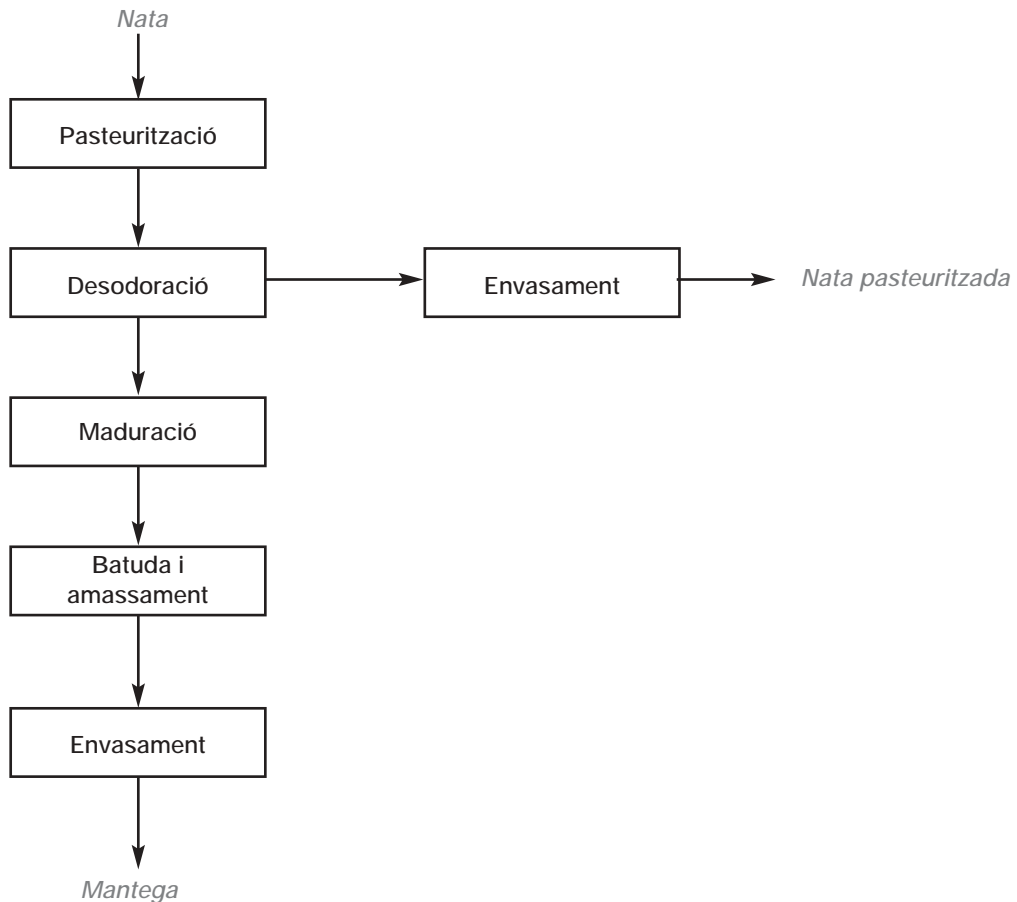 Nata
Pasteurització
Desodoració
Envasament
Nata pasteuritzada
Maduració
Batuda i
amassament
Envasament
Mantega